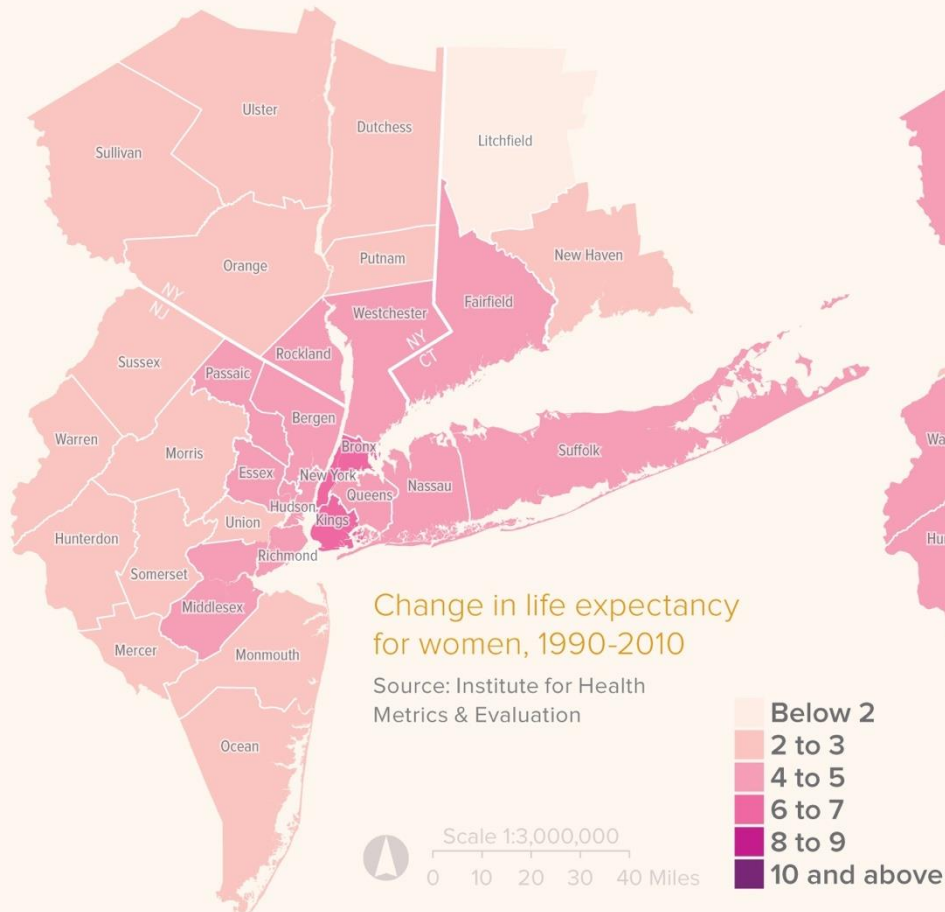 Ulster
Dutchess
Litchfield
Sullivan
Orange
Putnam
New Haven
NY
NJ
Westchester
Fairfield
NY
CT
Rockland
Sussex
Passaic
Bergen
Warren
Morris
Bronx
Suffolk
Essex
New York
Nassau
Queens
Hudson
Union
Kings
Hunterdon
Richmond
Somerset
Middlesex
Mercer
Monmouth
Ocean
Change in life expectancy
for women, 1990-2010
Source: Institute for Health
Metrics & Evaluation
Below 2
2 to 3
4 to 5
6 to 7
8 to 9
10 and above
Scale 1:3,000,000
0 10 20 30 40 Miles
Wa